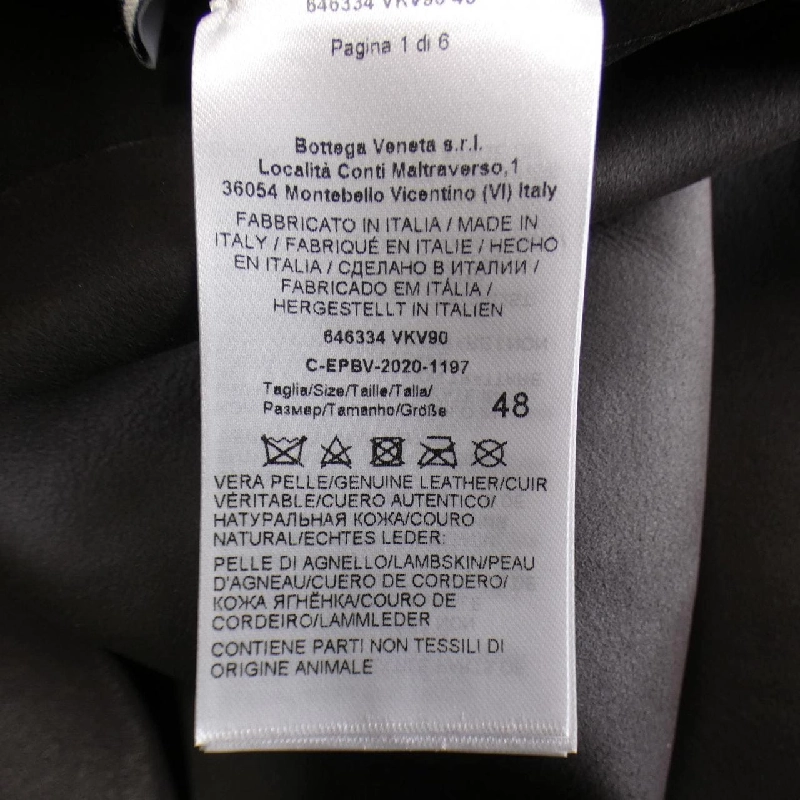 646334 VKV90 48
Pagina 1 di 6
Bottega Veneta s.r.l.
Località Conti Maltraverso,1
36054 Montebello Vicentino (VI) Italy
FABBRICATO IN ITALIA / MADE IN
ITALY / FABRIQUÉ EN ITALIE / HECHO
EN ITALIA / СДЕЛАНО В ИТАЛИИ /
FABRICADO EM ITÁLIA /
HERGESTELLT IN ITALIEN
646334 VKV90
C-EPBV-2020-1197
Taglia/Size/Taille/Talla/
Размер/Tamanho/Größe 48
VERA PELLE/GENUINE LEATHER/CUIR
VÉRITABLE/CUERO AUTENTICO/
НАТУРАЛЬНАЯ КОЖА/COURO
NATURAL/ECHTES LEDER:
PELLE DI AGNELLO/LAMBSKIN/PEAU
D'AGNEAU/CUERO DE CORDERO/
КОЖА ЯГНЁНКА/COURO DE
CORDEIRO/LAMMLEDER
CONTIENE PARTI NON TESSILI DI
ORIGINE ANIMALE